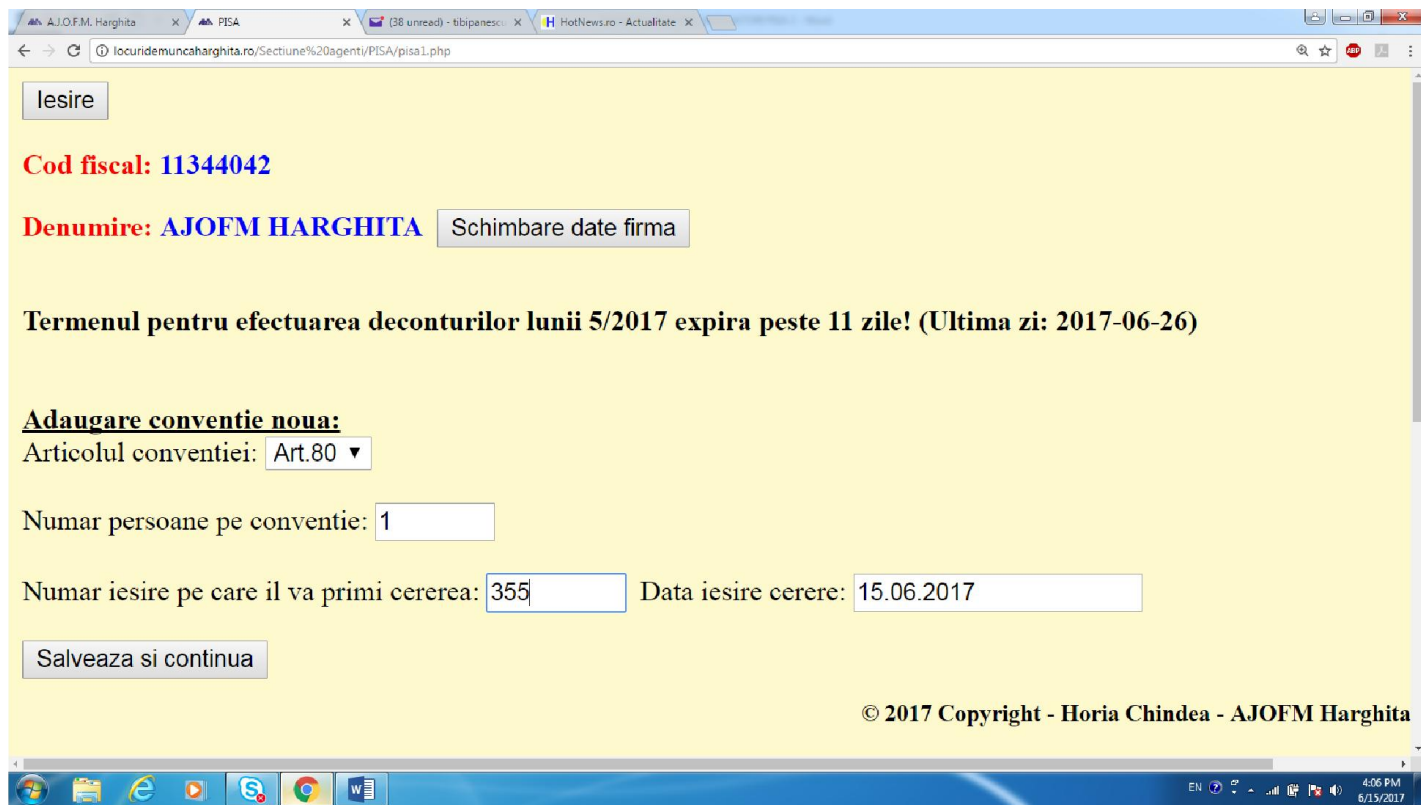 A.J.O.F.M. Harghita
PISA
(38 unread) - tibipanescu
HotNews.ro - Actualitate
locuridemuncaharghita.ro/Sectiune%20agenti/PISA/pisa1.php
ABP
Iesire
Cod fiscal: 11344042
Denumire: AJOFM HARGHITA Schimbare date firma
Termenul pentru efectuarea deconturilor lunii 5/2017 expira peste 11 zile! (Ultima zi: 2017-06-26)
Adaugare conventie noua:
Articolul conventiei: Art.80
Numar persoane pe conventie: 1
Numar iesire pe care il va primi cererea: 355 Data iesire cerere: 15.06.2017
Salveaza si continua
© 2017 Copyright - Horia Chindea - AJOFM Harghita
EN 4:06 PM
6/15/2017